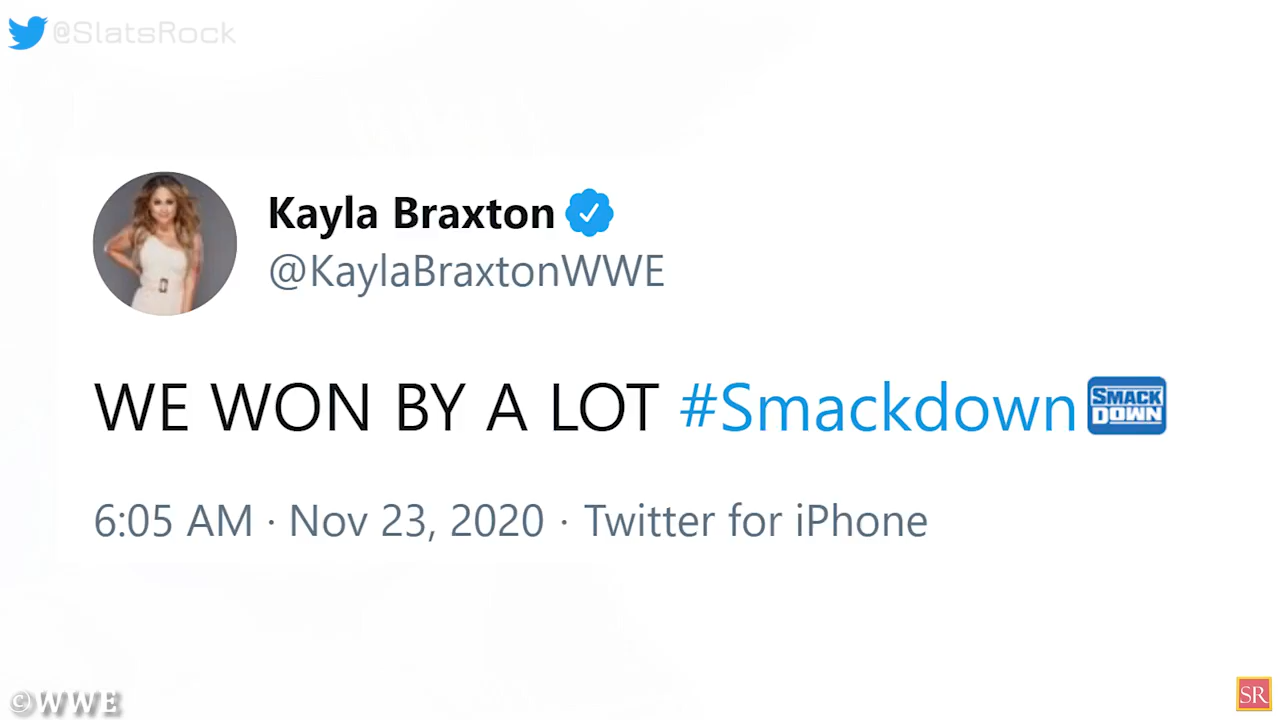 @SlatsRock
Kayla Braxton
@KaylaBraxtonWWE
WE WON BY A LOT #Smackdown SMACK DOWN
6:05 AM · Nov 23, 2020 · Twitter for iPhone
©WWE
SR